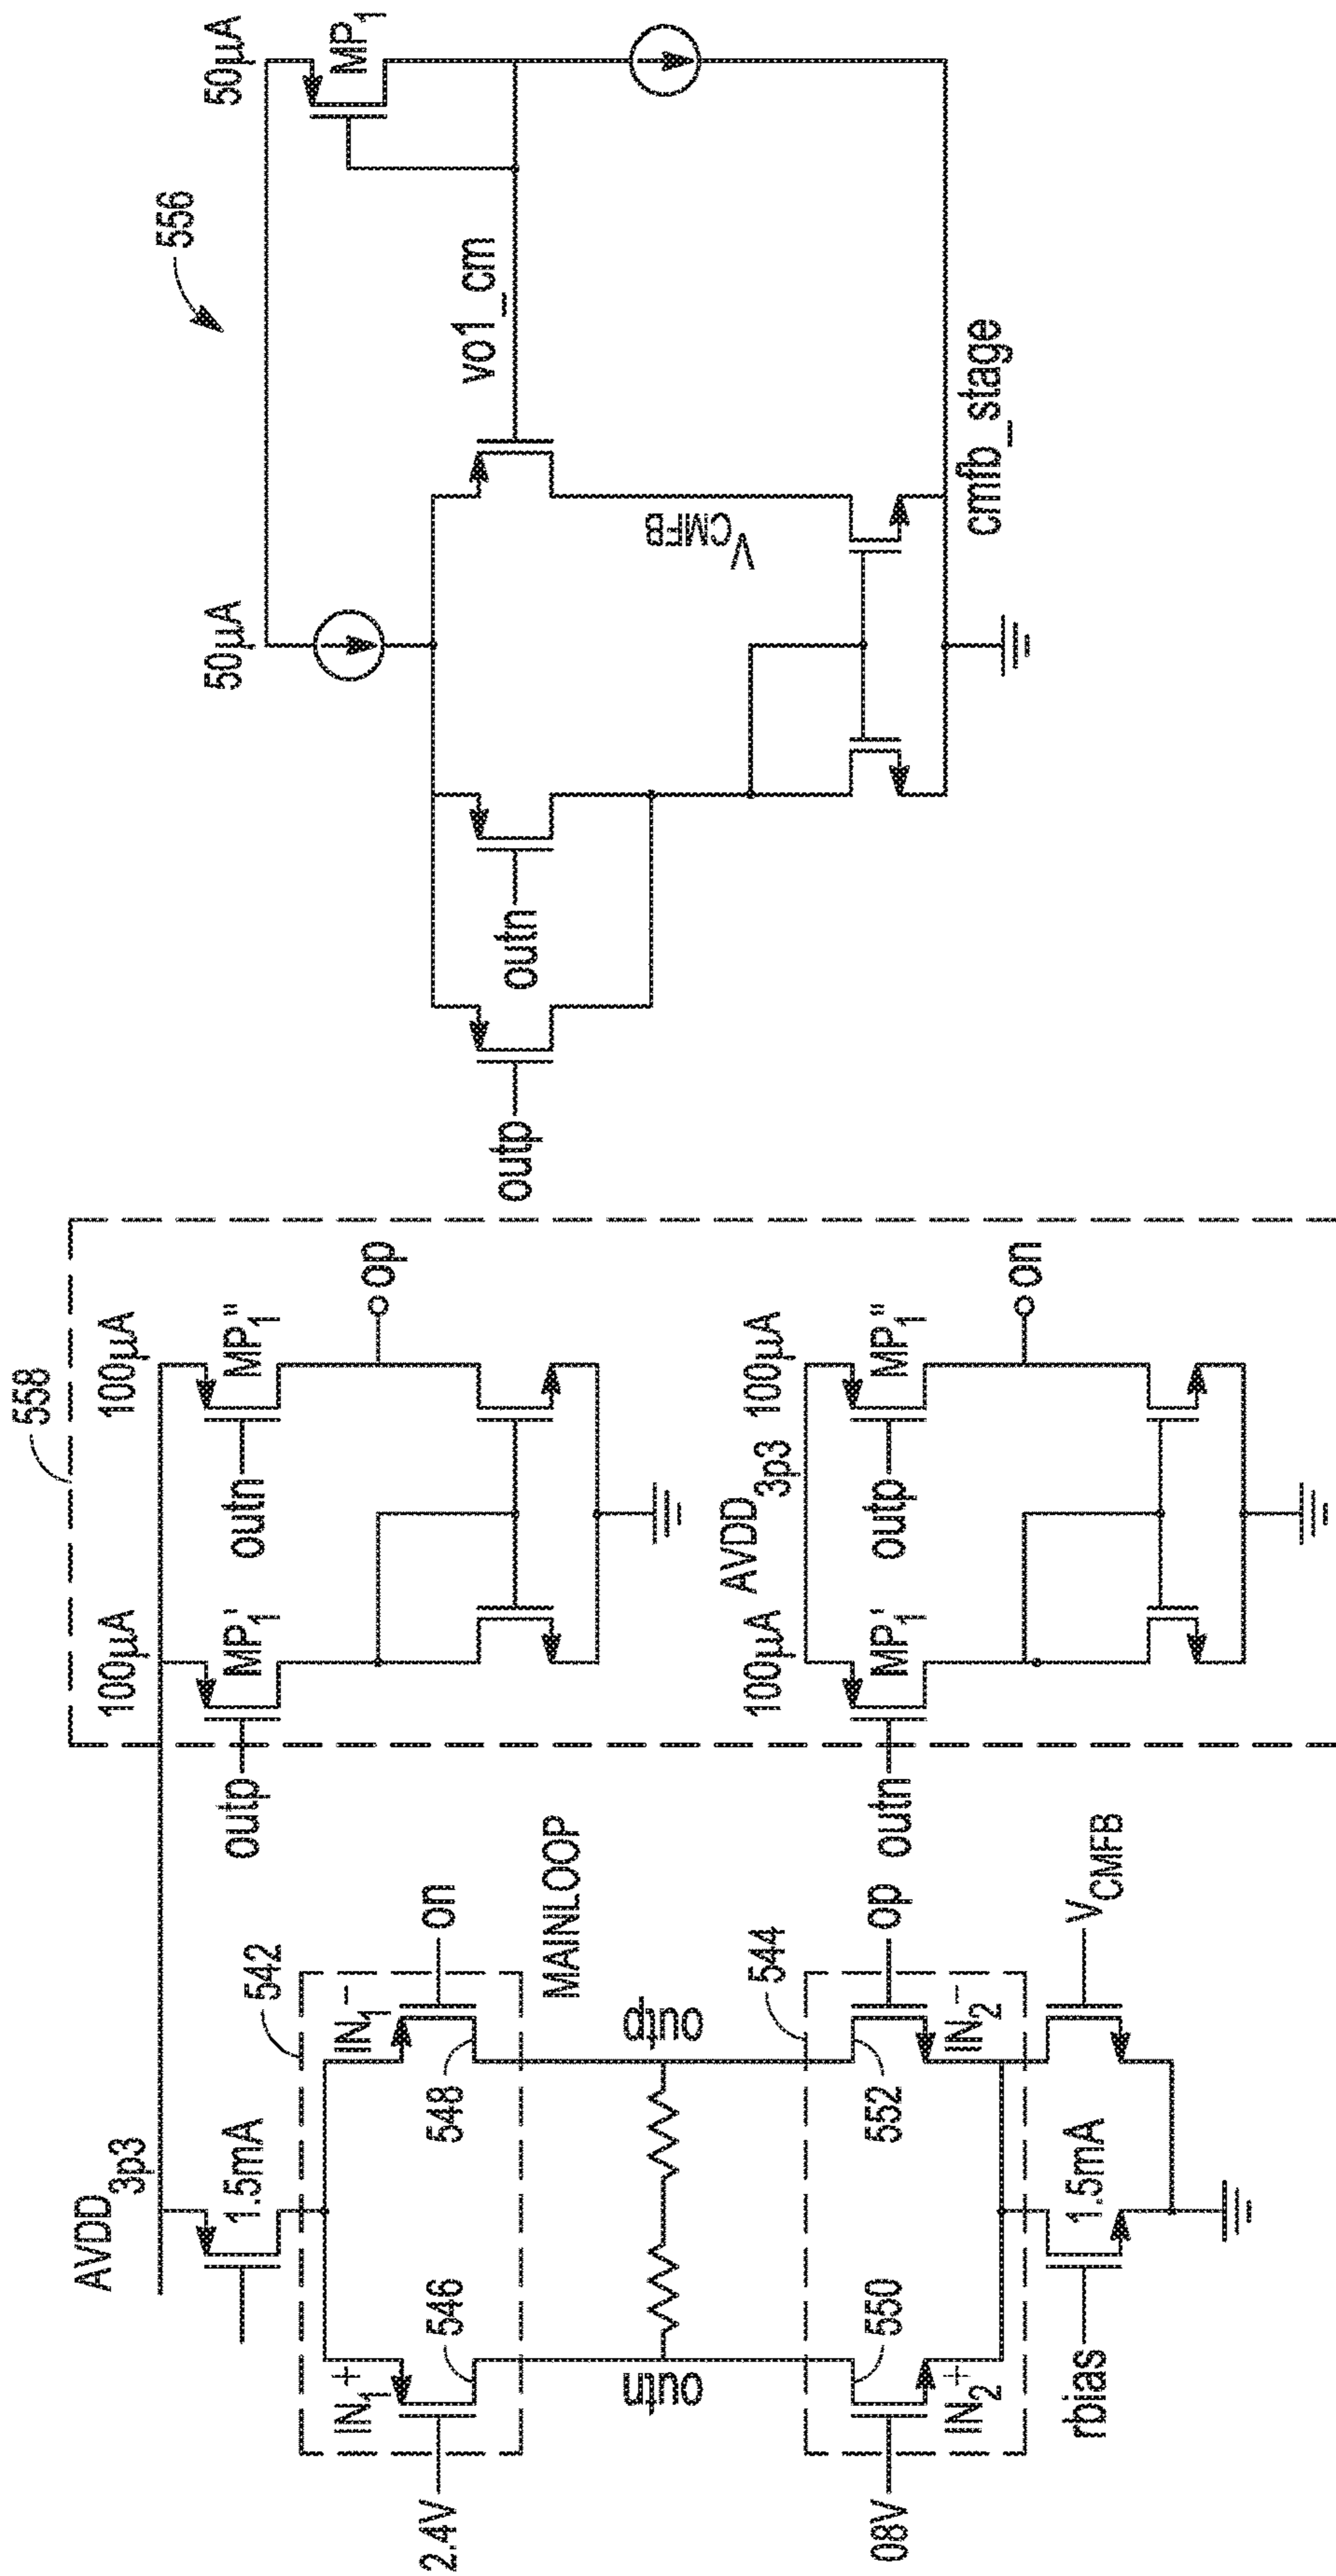 AVDD3p3
1.5mA
542
IN1+
IN1−
546
548
2.4V
on
MAINLOOP
outn
outp
544
550
552
08V
op
IN2+
IN2−
rbias
1.5mA
VCMFB
558
100µA
100µA
MP1'
MP1"
outp
outn
op
AVDD3p3
100µA
100µA
MP1'
MP1"
outn
outp
on
556
50µA
50µA
MP1
vo1_cm
outp
outn
VCMFB
cmfb_stage